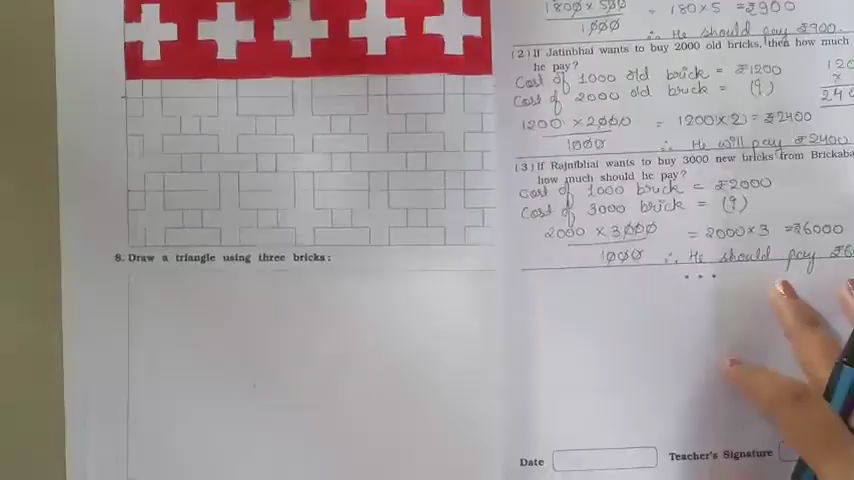 8. Draw a triangle using three bricks :
1800 × 500 = 180 × 5 = ₹900
1000
∴ He should pay ₹900.
(2) If Jatinbhai wants to buy 2000 old bricks, then how much
he pay?
Cost of 1000 old brick = ₹1200
Cost of 2000 old brick = (?)
1200 × 2000 = 1200 × 2 = ₹2400
1000
∴ He will pay ₹2400
120
×
240
(3) If Rajnibhai wants to buy 3000 new bricks from Brickaba
how much should he pay?
Cost of 1000 brick = ₹2000
Cost of 3000 brick = (?)
2000 × 3000 = 2000 × 3 = ₹6000
1000
∴ He should pay ₹6
• • •
Date
Teacher's Signature